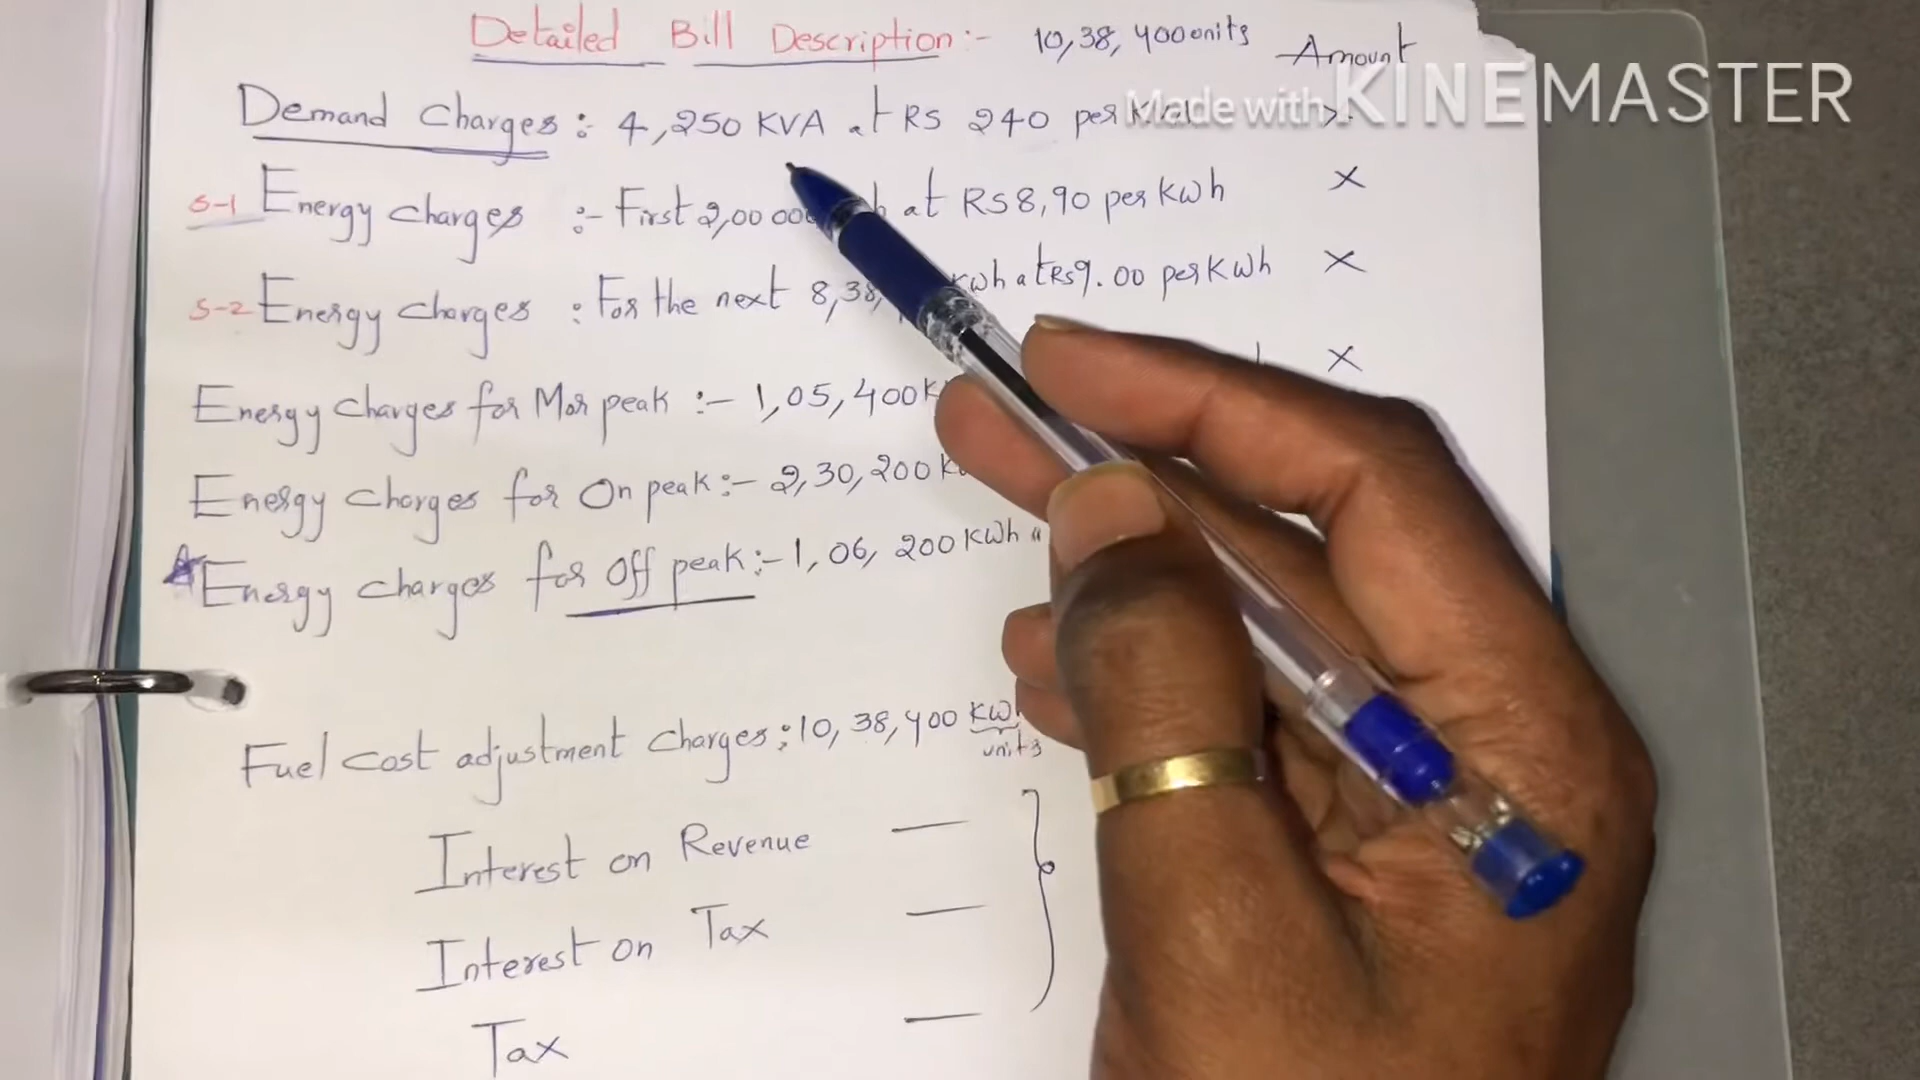 Detailed Bill Description:- 10,38,400units Amount
Made with KINEMASTER
Demand Charges:- 4,250 KVA at RS 240 per
S-1 Energy charges :- First 2,00 000 at RS 8,90 per kwh X
S-2 Energy charges : For the next 8,38, kwh at Rs 9.00 per Kwh X
X
Energy charges for Mor peak :- 1,05,400
Energy charges for On peak:- 2,30,200
Energy charges for Off peak:- 1,06,200 KWh
Fuel cost adjustment charges: 10,38,400 KWh
units
Interest on Revenue —
Interest on Tax —
Tax —